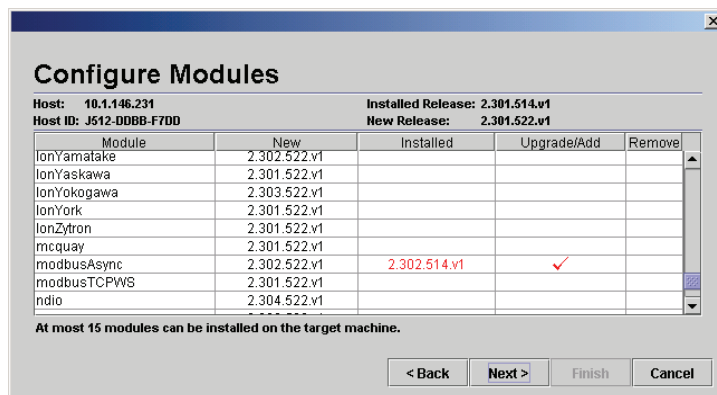 Configure Modules
Host: 10.1.146.231 Installed Release: 2.301.514.v1
Host ID: J512-DDBB-F7DD New Release: 2.301.522.v1
Module New Installed Upgrade/Add Remove
lonYamatake 2.302.522.v1
lonYaskawa 2.301.522.v1
lonYokogawa 2.303.522.v1
lonYork 2.301.522.v1
lonZytron 2.301.522.v1
mcquay 2.301.522.v1
modbusAsync 2.302.522.v1 2.302.514.v1
modbusTCPWS 2.301.522.v1
ndio 2.304.522.v1
At most 15 modules can be installed on the target machine.
< Back Next > Finish Cancel